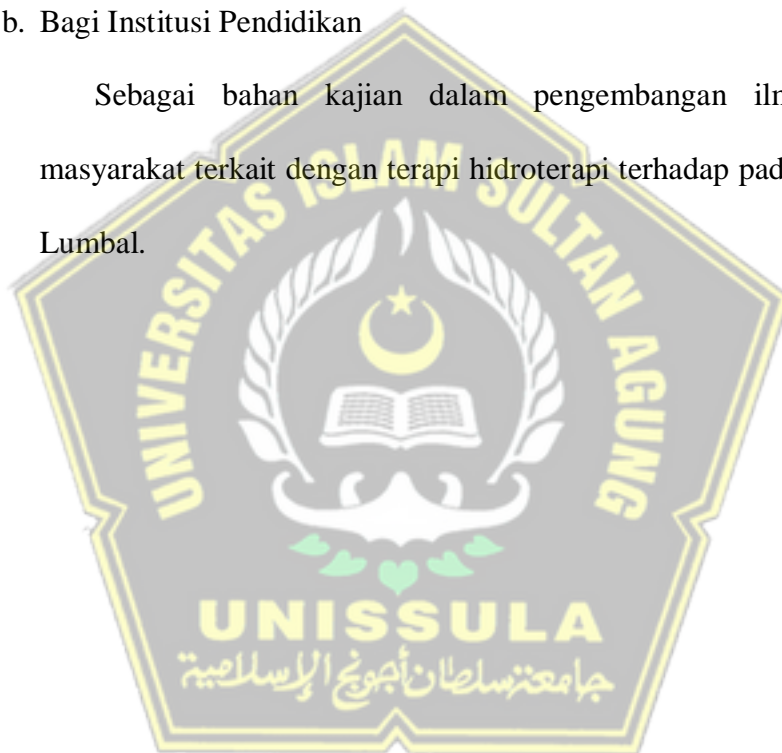 b. Bagi Institusi Pendidikan
Sebagai bahan kajian dalam pengembangan iln
masyarakat terkait dengan terapi hidroterapi terhadap pad
Lumbal.
UNIVERSITAS ISLAM SULTAN AGUNG
UNISSULA
جامعة سلطان أجونج الإسلامية